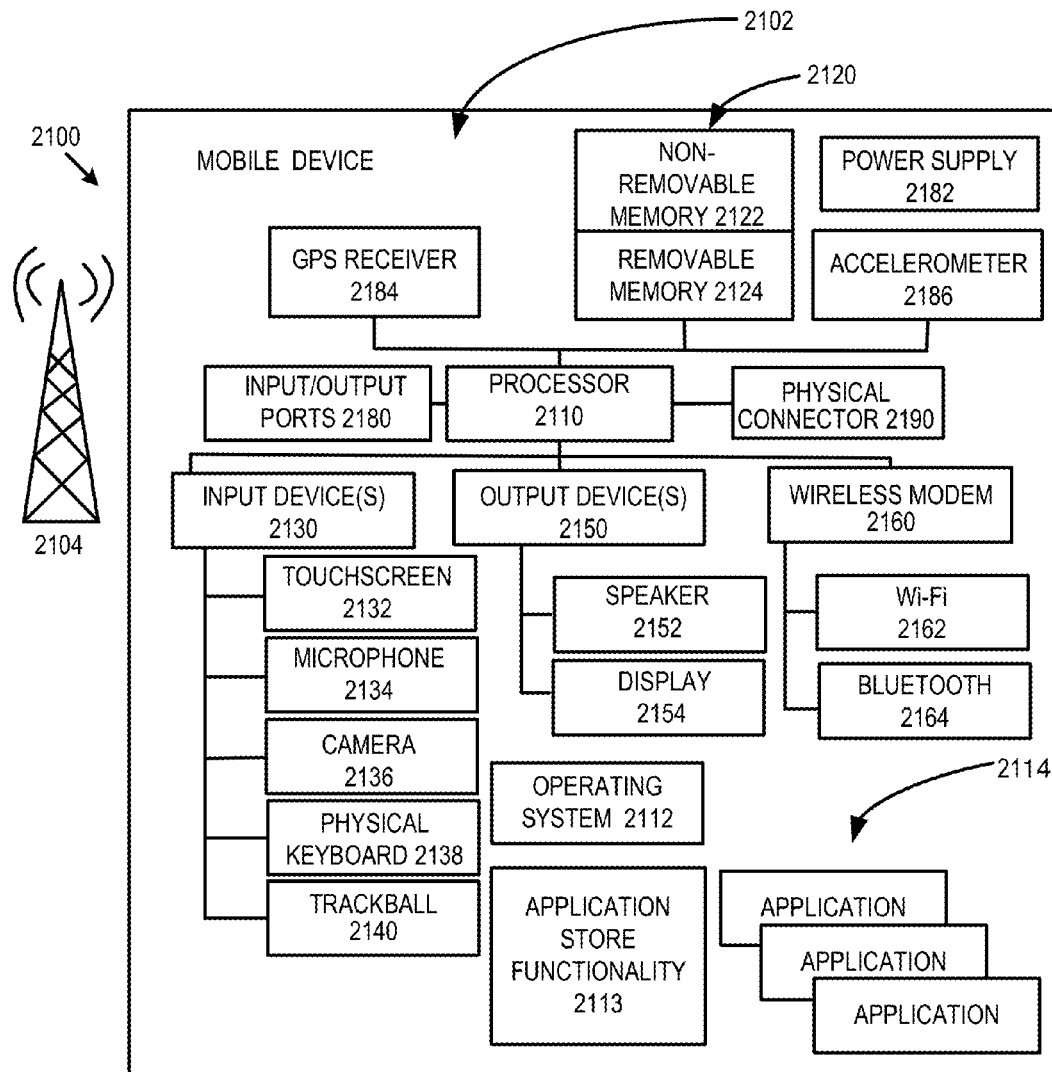 2102
2120
2100
MOBILE DEVICE
NON-
REMOVABLE
MEMORY 2122
POWER SUPPLY
2182
GPS RECEIVER
2184
REMOVABLE
MEMORY 2124
ACCELEROMETER
2186
INPUT/OUTPUT
PORTS 2180
PROCESSOR
2110
PHYSICAL
CONNECTOR 2190
INPUT DEVICE(S)
2130
OUTPUT DEVICE(S)
2150
WIRELESS MODEM
2160
2104
TOUCHSCREEN
2132
SPEAKER
2152
Wi-Fi
2162
MICROPHONE
2134
DISPLAY
2154
BLUETOOTH
2164
CAMERA
2136
OPERATING
SYSTEM 2112
2114
PHYSICAL
KEYBOARD 2138
TRACKBALL
2140
APPLICATION
STORE
FUNCTIONALITY
2113
APPLICATION
APPLICATION
APPLICATION